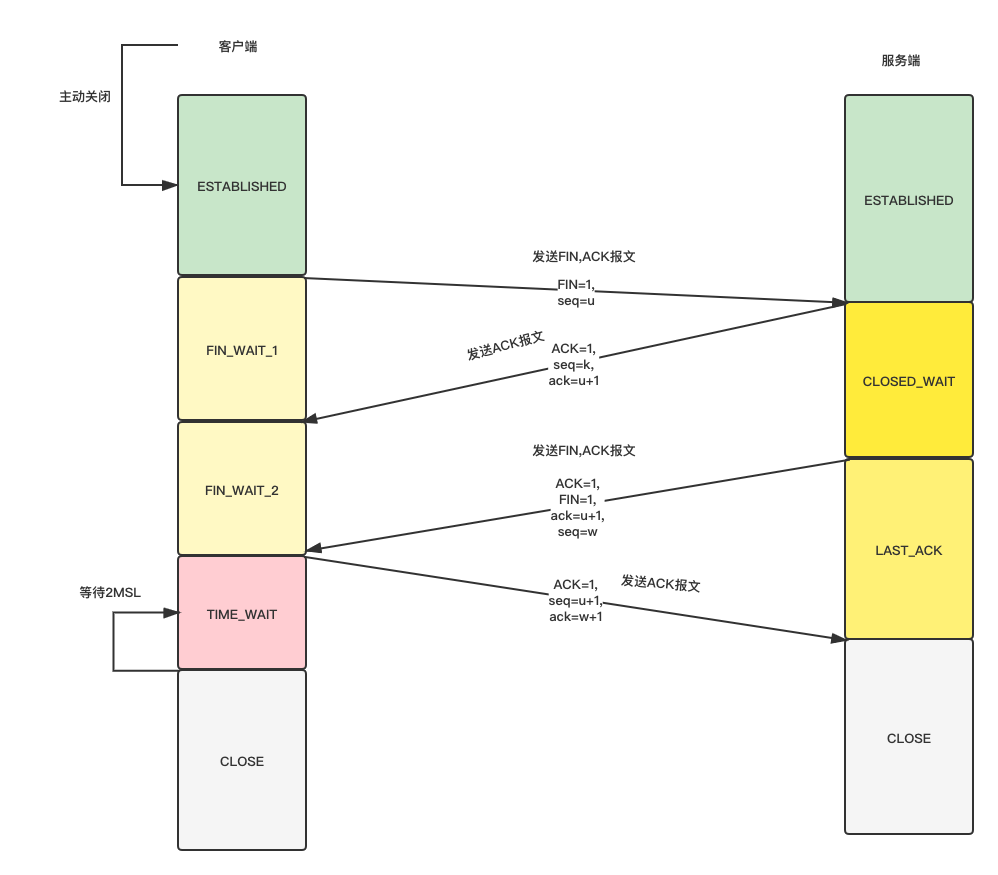 客户端
服务端
主动关闭
ESTABLISHED
ESTABLISHED
发送FIN,ACK报文
FIN=1,
seq=u
FIN_WAIT_1
发送ACK报文
ACK=1,
seq=k,
ack=u+1
CLOSED_WAIT
发送FIN,ACK报文
FIN_WAIT_2
ACK=1,
FIN=1,
ack=u+1,
seq=w
LAST_ACK
等待2MSL
TIME_WAIT
ACK=1,
seq=u+1,
ack=w+1
发送ACK报文
CLOSE
CLOSE